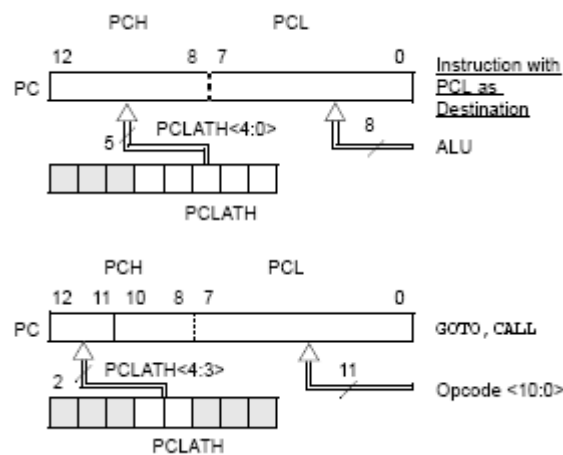 PCH PCL
12 8 7 0
PC
Instruction with
PCL as
Destination
5 PCLATH<4:0> 8
ALU
PCLATH
PCH PCL
12 11 10 8 7 0
PC GOTO, CALL
2 PCLATH<4:3> 11
Opcode <10:0>
PCLATH